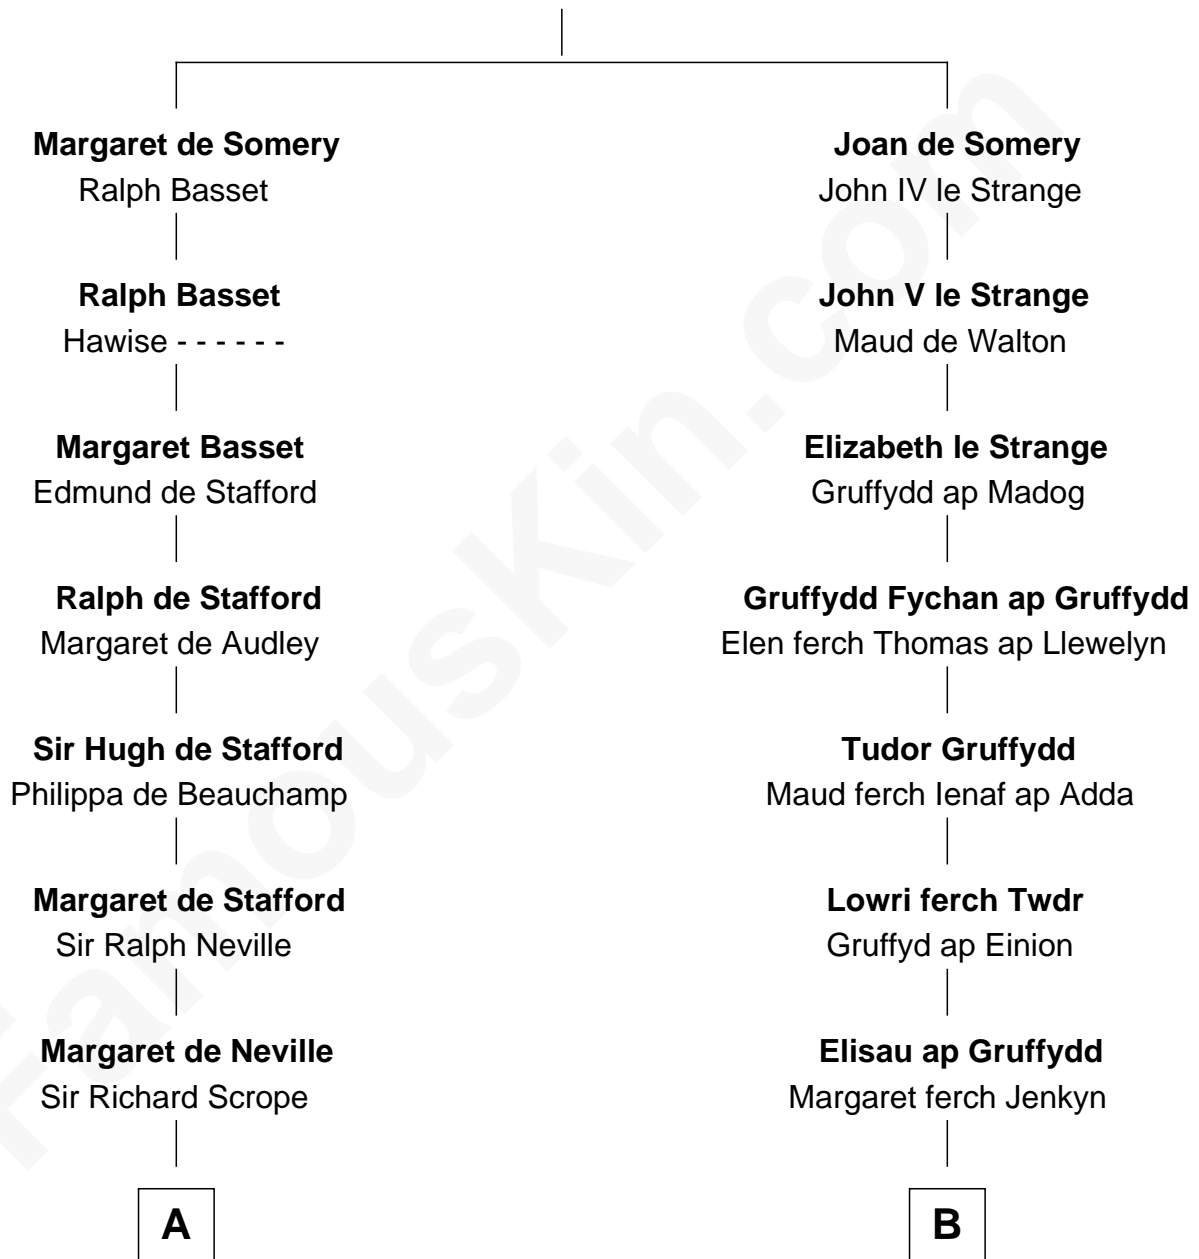 Margaret de Somery
Ralph Basset
Ralph Basset
Hawise - - - - - -
Margaret Basset
Edmund de Stafford
Ralph de Stafford
Margaret de Audley
Sir Hugh de Stafford
Philippa de Beauchamp
Margaret de Stafford
Sir Ralph Neville
Margaret de Neville
Sir Richard Scrope
A
Joan de Somery
John IV le Strange
John V le Strange
Maud de Walton
Elizabeth le Strange
Gruffydd ap Madog
Gruffydd Fychan ap Gruffydd
Elen ferch Thomas ap Llewelyn
Tudor Gruffydd
Maud ferch Ienaf ap Adda
Lowri ferch Twdr
Gruffyd ap Einion
Elisau ap Gruffydd
Margaret ferch Jenkyn
B
FamousKin.com